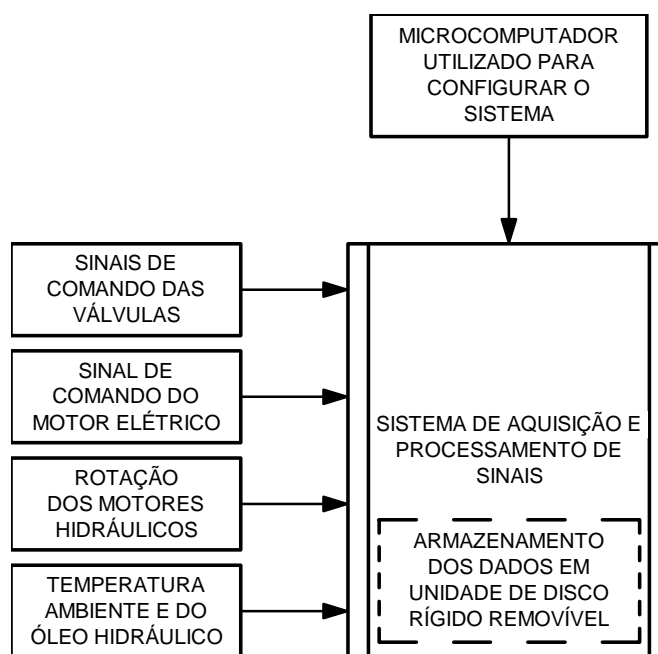 MICROCOMPUTADOR
UTILIZADO PARA
CONFIGURAR O
SISTEMA
SINAIS DE
COMANDO DAS
VÁLVULAS
SINAL DE
COMANDO DO
MOTOR ELÉTRICO
ROTAÇÃO
DOS MOTORES
HIDRÁULICOS
TEMPERATURA
AMBIENTE E DO
ÓLEO HIDRÁULICO
SISTEMA DE AQUISIÇÃO E
PROCESSAMENTO DE
SINAIS
ARMAZENAMENTO
DOS DADOS EM
UNIDADE DE DISCO
RÍGIDO REMOVÍVEL